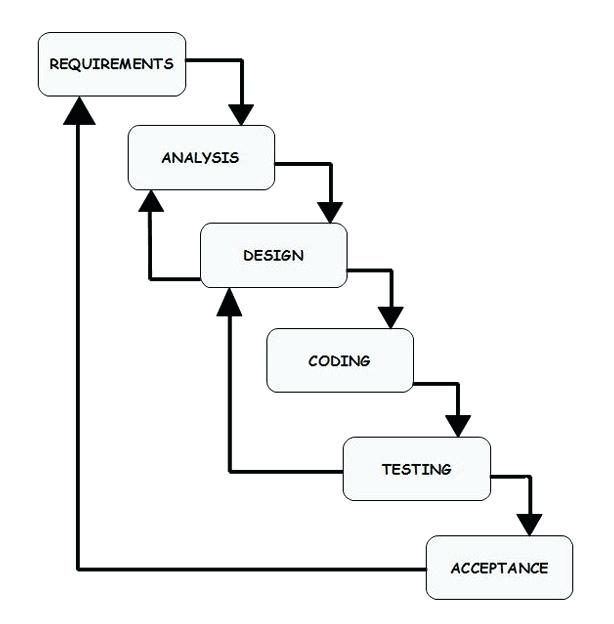 REQUIREMENTS
ANALYSIS
DESIGN
CODING
TESTING
ACCEPTANCE